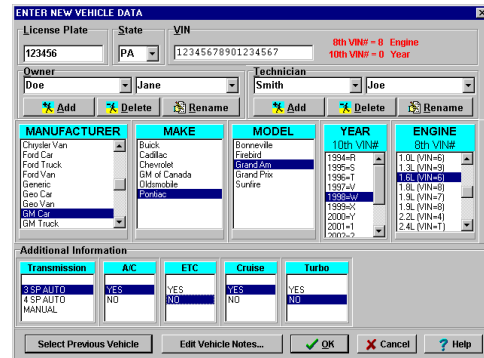 ENTER NEW VEHICLE DATA
License Plate State VIN
123456 PA 12345678901234567 8th VIN# = 8 Engine
10th VIN# = 0 Year
Owner Technician
Doe Jane Smith Joe
Add Delete Rename Add Delete Rename
MANUFACTURER MAKE MODEL YEAR ENGINE
10th VIN# 8th VIN#
Chrysler Van Buick Bonneville 1994=R 1.0L (VIN=6)
Ford Car Cadillac Firebird 1995=S 1.3L (VIN=9)
Ford Truck Chevrolet Grand Am 1996=T 1.6L (VIN=6)
Ford Van GM of Canada Grand Prix 1997=V 1.8L (VIN=8)
Generic Oldsmobile Sunfire 1998=W 1.9L (VIN=7)
Geo Car Pontiac 1999=X 1.9L (VIN=8)
Geo Van 2000=Y 2.2L (VIN=4)
GM Car 2001=1 2.4L (VIN=T)
GM Truck 2002=2
Additional Information
Transmission A/C ETC Cruise Turbo
3 SP AUTO YES YES YES YES
4 SP AUTO NO NO NO NO
MANUAL
Select Previous Vehicle Edit Vehicle Notes... OK Cancel Help